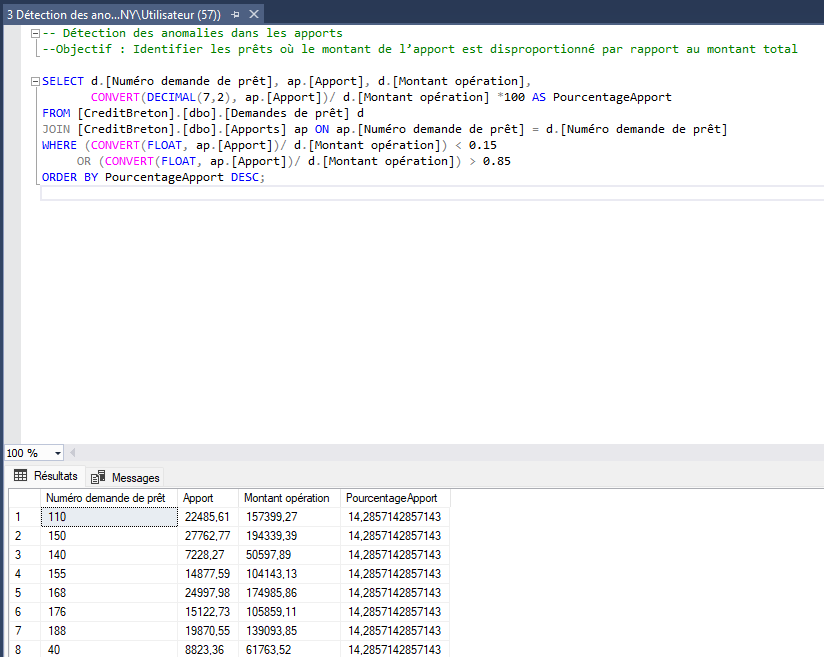 3 Détection des ano...NY\Utilisateur (57))
-- Détection des anomalies dans les apports
--Objectif : Identifier les prêts où le montant de l’apport est disproportionné par rapport au montant total
SELECT d.[Numéro demande de prêt], ap.[Apport], d.[Montant opération],
CONVERT(DECIMAL(7,2), ap.[Apport])/ d.[Montant opération] *100 AS PourcentageApport
FROM [CreditBreton].[dbo].[Demandes de prêt] d
JOIN [CreditBreton].[dbo].[Apports] ap ON ap.[Numéro demande de prêt] = d.[Numéro demande de prêt]
WHERE (CONVERT(FLOAT, ap.[Apport])/ d.[Montant opération]) < 0.15
OR (CONVERT(FLOAT, ap.[Apport])/ d.[Montant opération]) > 0.85
ORDER BY PourcentageApport DESC;
100 %
Résultats Messages
Numéro demande de prêt Apport Montant opération PourcentageApport
1 110 22485,61 157399,27 14,2857142857143
2 150 27762,77 194339,39 14,2857142857143
3 140 7228,27 50597,89 14,2857142857143
4 155 14877,59 104143,13 14,2857142857143
5 168 24997,98 174985,86 14,2857142857143
6 176 15122,73 105859,11 14,2857142857143
7 188 19870,55 139093,85 14,2857142857143
8 40 8823,36 61763,52 14,2857142857143